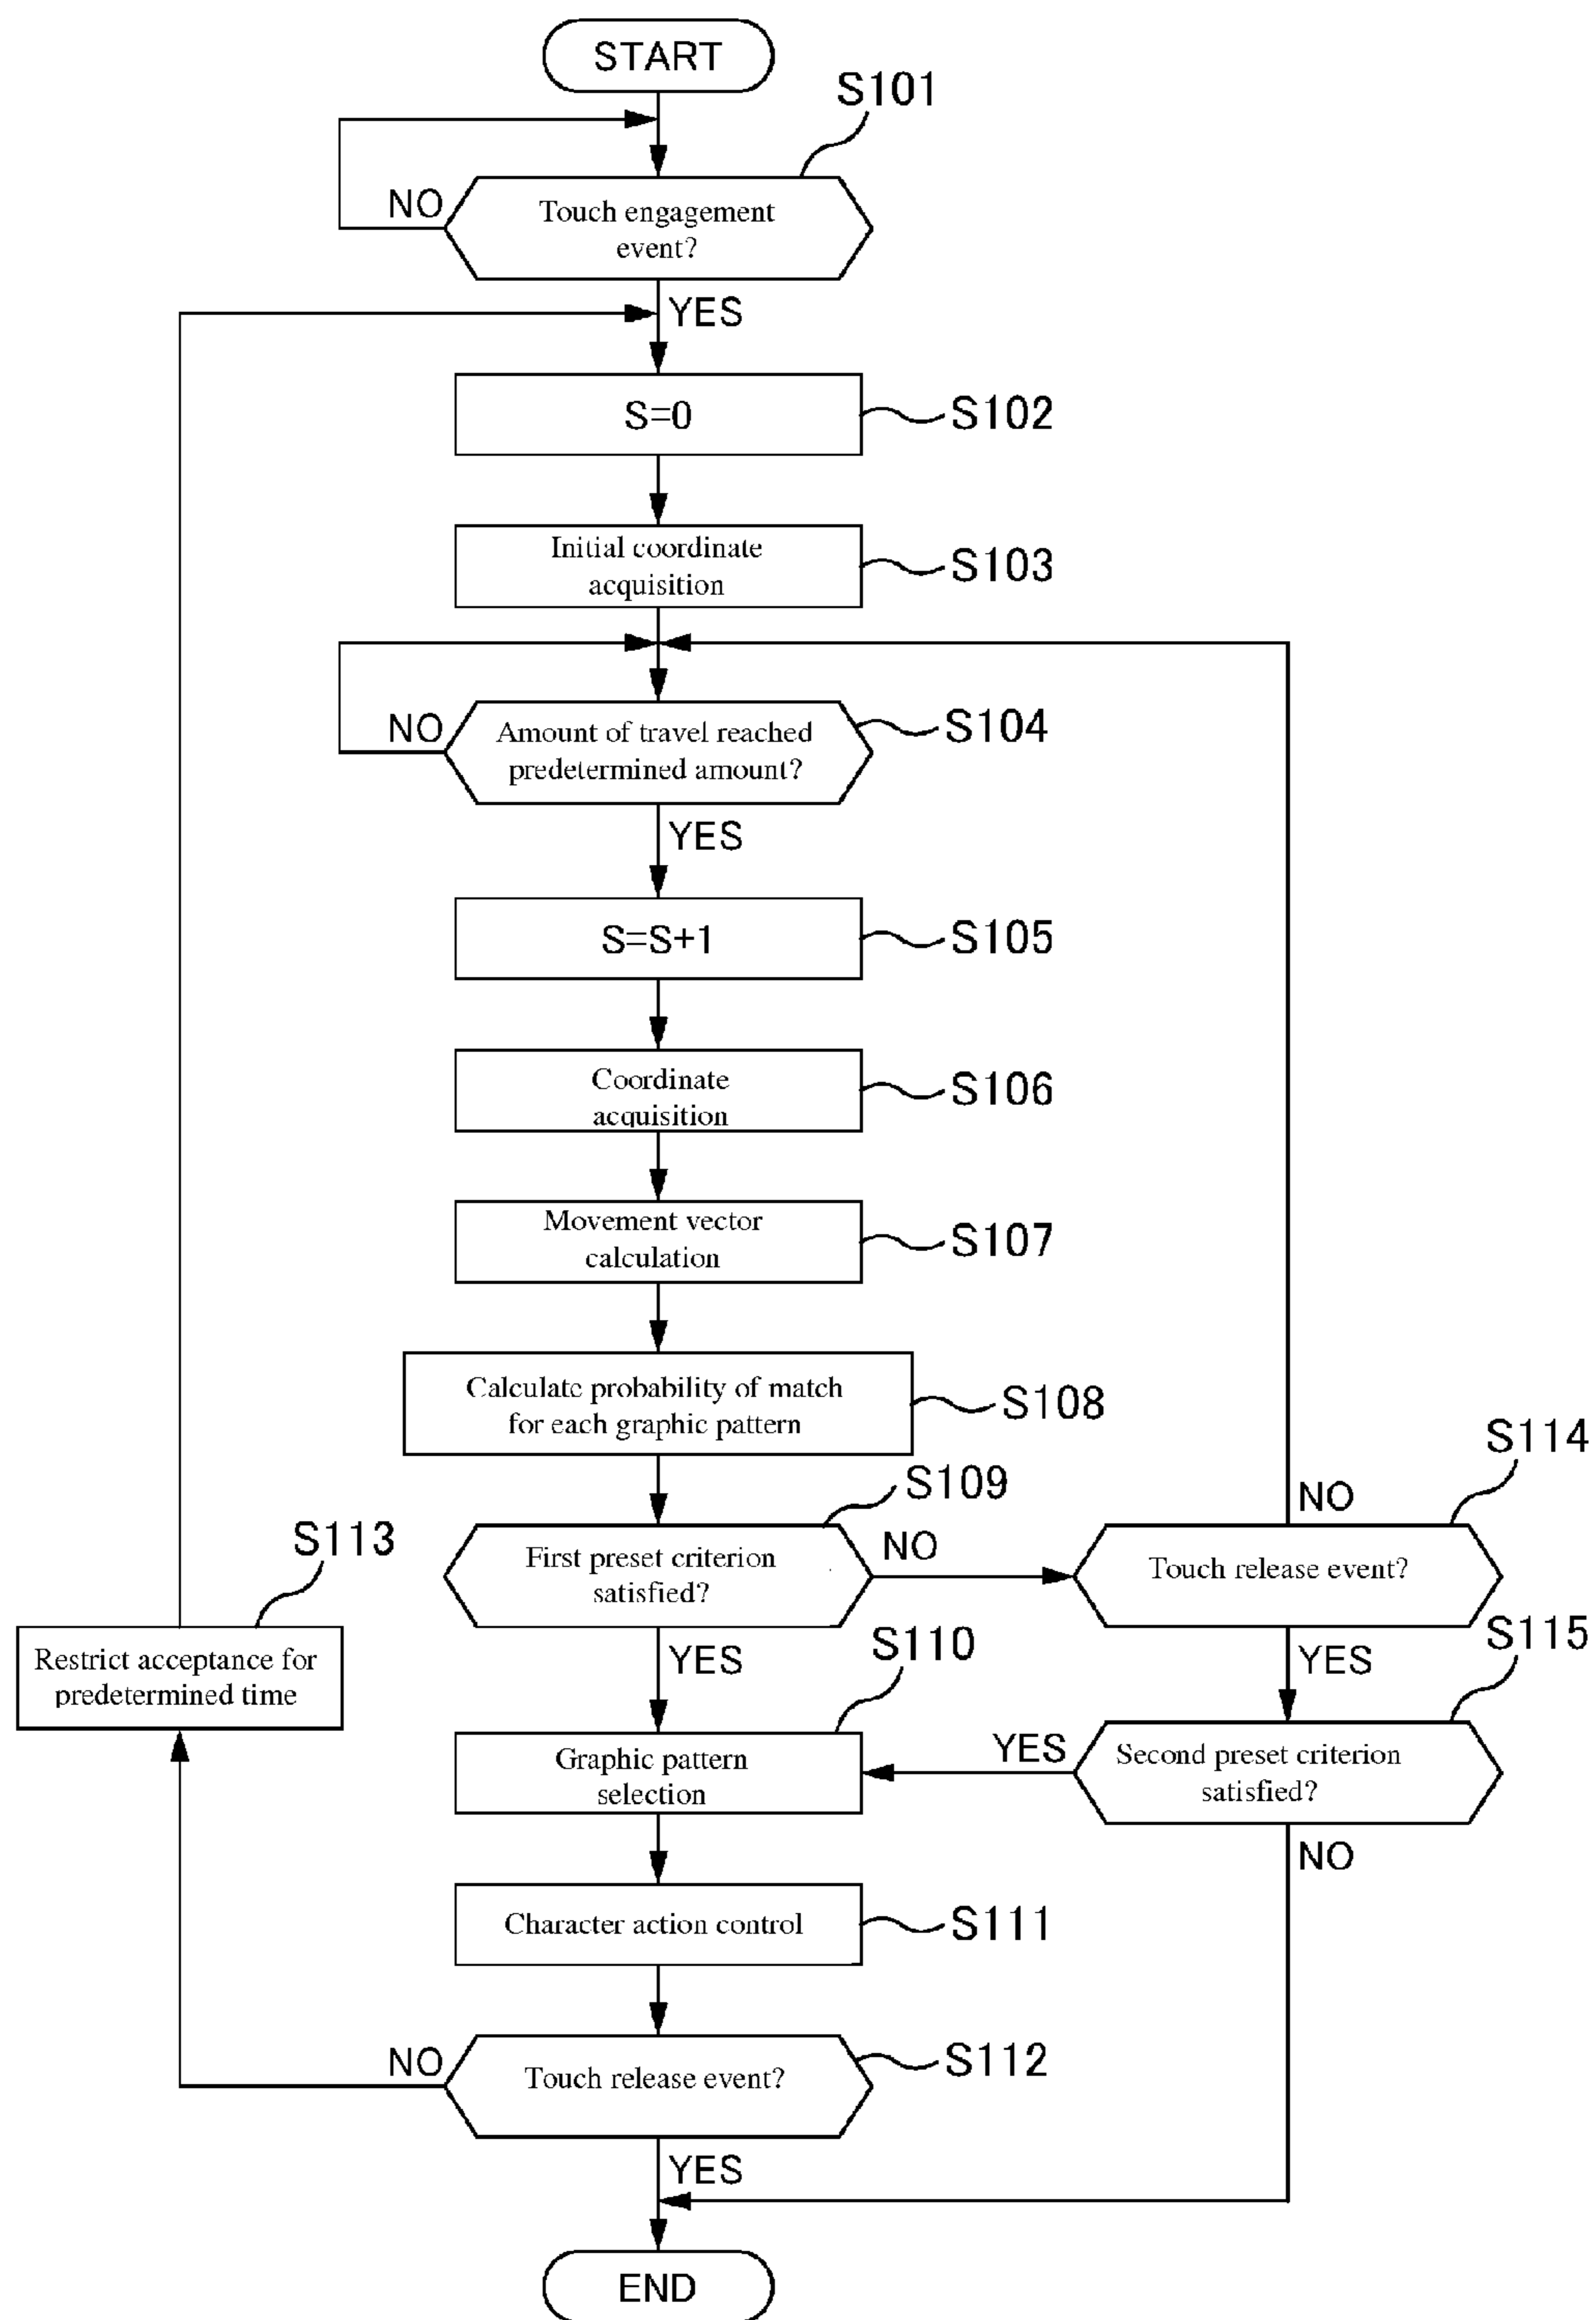 START
S101
NO
Touch engagement
event?
YES
S=0
S102
Initial coordinate
acquisition
S103
NO
Amount of travel reached
predetermined amount?
S104
YES
S=S+1
S105
Coordinate
acquisition
S106
Movement vector
calculation
S107
Calculate probability of match
for each graphic pattern
S108
S109
First preset criterion
satisfied?
NO
S114
NO
Touch release event?
S113
Restrict acceptance for
predetermined time
YES
S110
YES
S115
Graphic pattern
selection
YES
Second preset criterion
satisfied?
NO
Character action control
S111
NO
Touch release event?
S112
YES
END